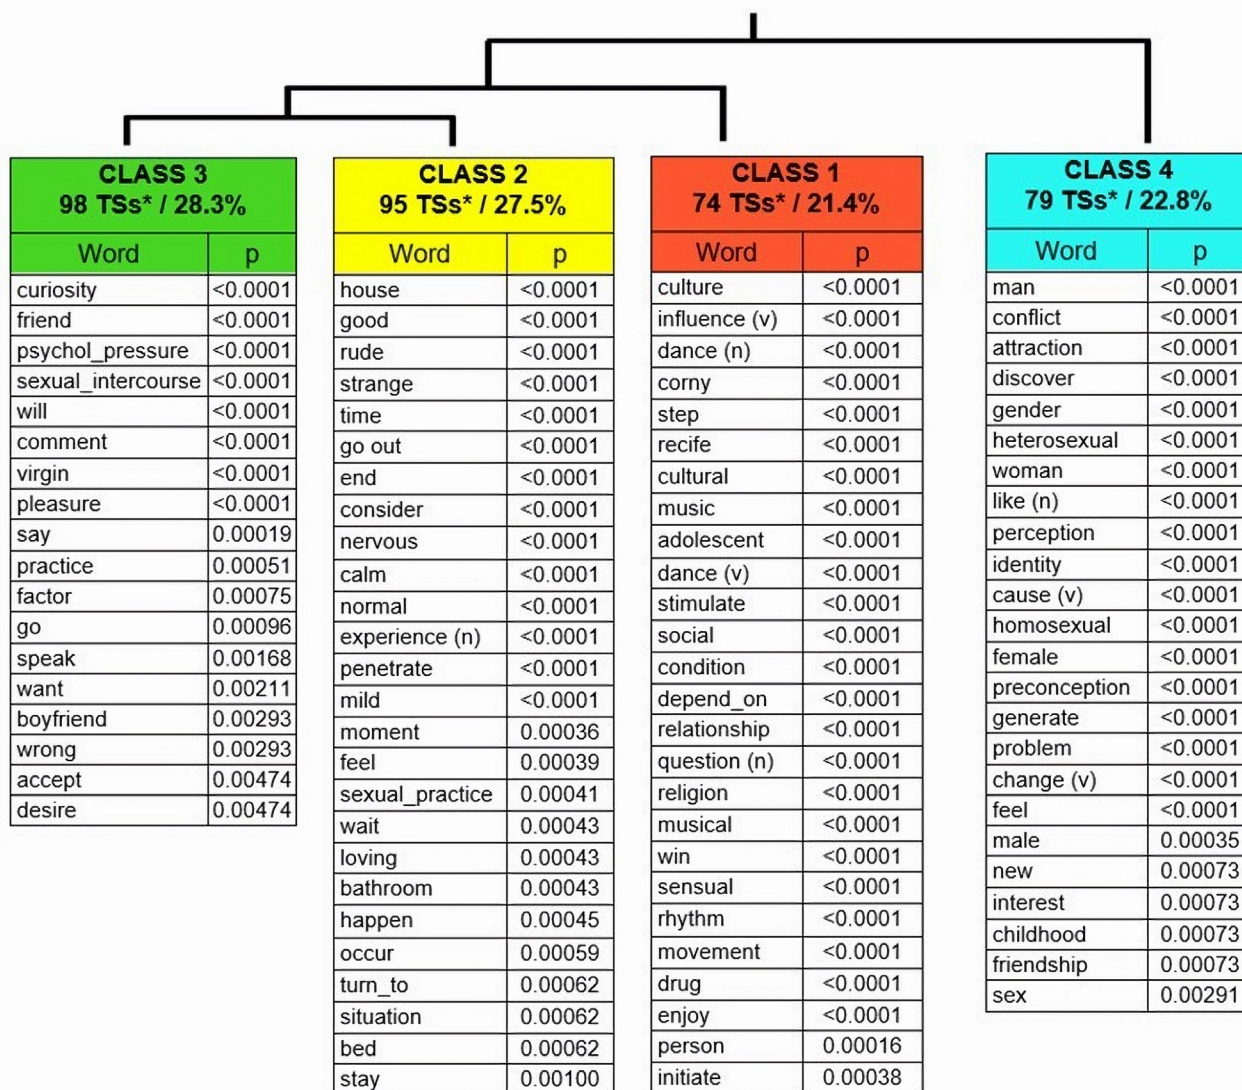 CLASS 3
98 TSs* / 28.3%
Word p
curiosity <0.0001
friend <0.0001
psychol_pressure <0.0001
sexual_intercourse <0.0001
will <0.0001
comment <0.0001
virgin <0.0001
pleasure <0.0001
say 0.00019
practice 0.00051
factor 0.00075
go 0.00096
speak 0.00168
want 0.00211
boyfriend 0.00293
wrong 0.00293
accept 0.00474
desire 0.00474
CLASS 2
95 TSs* / 27.5%
Word p
house <0.0001
good <0.0001
rude <0.0001
strange <0.0001
time <0.0001
go out <0.0001
end <0.0001
consider <0.0001
nervous <0.0001
calm <0.0001
normal <0.0001
experience (n) <0.0001
penetrate <0.0001
mild <0.0001
moment 0.00036
feel 0.00039
sexual_practice 0.00041
wait 0.00043
loving 0.00043
bathroom 0.00043
happen 0.00045
occur 0.00059
turn_to 0.00062
situation 0.00062
bed 0.00062
stay 0.00100
CLASS 1
74 TSs* / 21.4%
Word p
culture <0.0001
influence (v) <0.0001
dance (n) <0.0001
corny <0.0001
step <0.0001
recife <0.0001
cultural <0.0001
music <0.0001
adolescent <0.0001
dance (v) <0.0001
stimulate <0.0001
social <0.0001
condition <0.0001
depend_on <0.0001
relationship <0.0001
question (n) <0.0001
religion <0.0001
musical <0.0001
win <0.0001
sensual <0.0001
rhythm <0.0001
movement <0.0001
drug <0.0001
enjoy <0.0001
person 0.00016
initiate 0.00038
CLASS 4
79 TSs* / 22.8%
Word p
man <0.0001
conflict <0.0001
attraction <0.0001
discover <0.0001
gender <0.0001
heterosexual <0.0001
woman <0.0001
like (n) <0.0001
perception <0.0001
identity <0.0001
cause (v) <0.0001
homosexual <0.0001
female <0.0001
preconception <0.0001
generate <0.0001
problem <0.0001
change (v) <0.0001
feel <0.0001
male 0.00035
new 0.00073
interest 0.00073
childhood 0.00073
friendship 0.00073
sex 0.00291